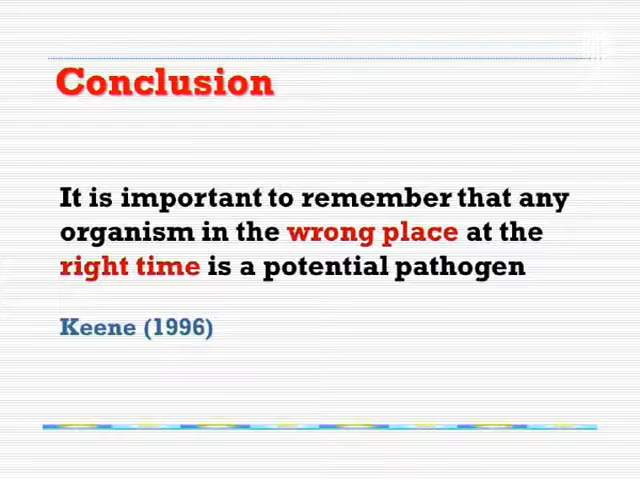 Conclusion
It is important to remember that any
organism in the wrong place at the
right time is a potential pathogen
Keene (1996)